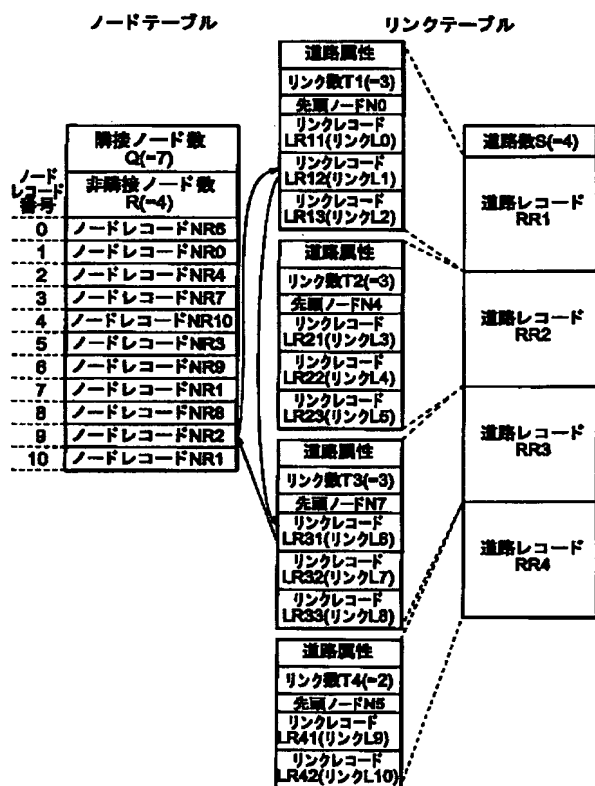 ノードテーブル
隣接ノード数
Q(=7)
非隣接ノード数
R(=4)
ノード
レコード
番号
0 ノードレコードNR6
1 ノードレコードNR0
2 ノードレコードNR4
3 ノードレコードNR7
4 ノードレコードNR10
5 ノードレコードNR3
6 ノードレコードNR9
7 ノードレコードNR1
8 ノードレコードNR8
9 ノードレコードNR2
10 ノードレコードNR1
リンクテーブル
道路属性
リンク数T1(=3)
先頭ノードN0
リンクレコード
LR11(リンクL0)
リンクレコード
LR12(リンクL1)
リンクレコード
LR13(リンクL2)
道路属性
リンク数T2(=3)
先頭ノードN4
リンクレコード
LR21(リンクL3)
リンクレコード
LR22(リンクL4)
リンクレコード
LR23(リンクL5)
道路属性
リンク数T3(=3)
先頭ノードN7
リンクレコード
LR31(リンクL6)
リンクレコード
LR32(リンクL7)
リンクレコード
LR33(リンクL8)
道路属性
リンク数T4(=2)
先頭ノードN5
リンクレコード
LR41(リンクL9)
リンクレコード
LR42(リンクL10)
道路数S(=4)
道路レコード
RR1
道路レコード
RR2
道路レコード
RR3
道路レコード
RR4